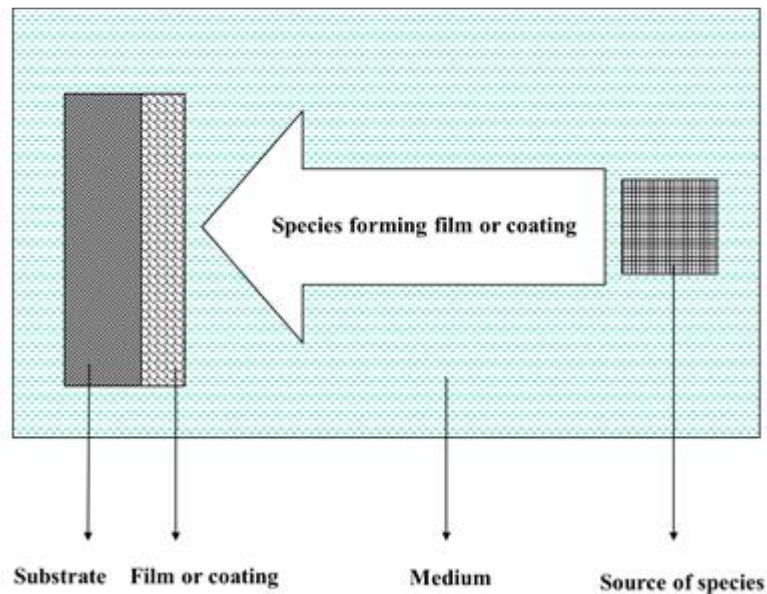 Species forming film or coating
Substrate
Film or coating
Medium
Source of species